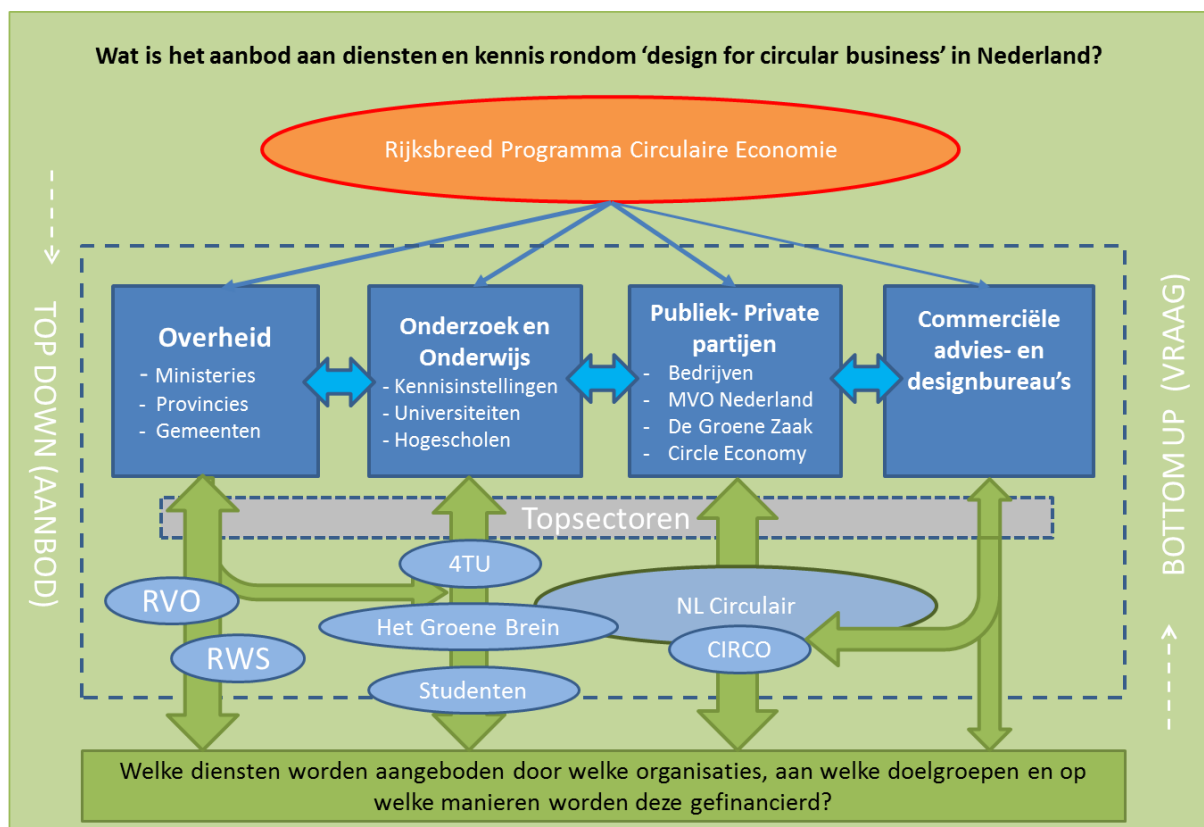 Wat is het aanbod aan diensten en kennis rondom ‘design for circular business’ in Nederland?
Rijksbreed Programma Circulaire Economie
TOP DOWN (AANBOD)
Overheid
- Ministeries
- Provincies
- Gemeenten
Onderzoek en
Onderwijs
- Kennisinstellingen
- Universiteiten
- Hogescholen
Publiek- Private
partijen
- Bedrijven
- MVO Nederland
- De Groene Zaak
- Circle Economy
Commerciële
advies- en
designbureau’s
BOTTOM UP (VRAAG)
Topsectoren
4TU
RVO
NL Circulair
Het Groene Brein
RWS
CIRCO
Studenten
Welke diensten worden aangeboden door welke organisaties, aan welke doelgroepen en op
welke manieren worden deze gefinancierd?